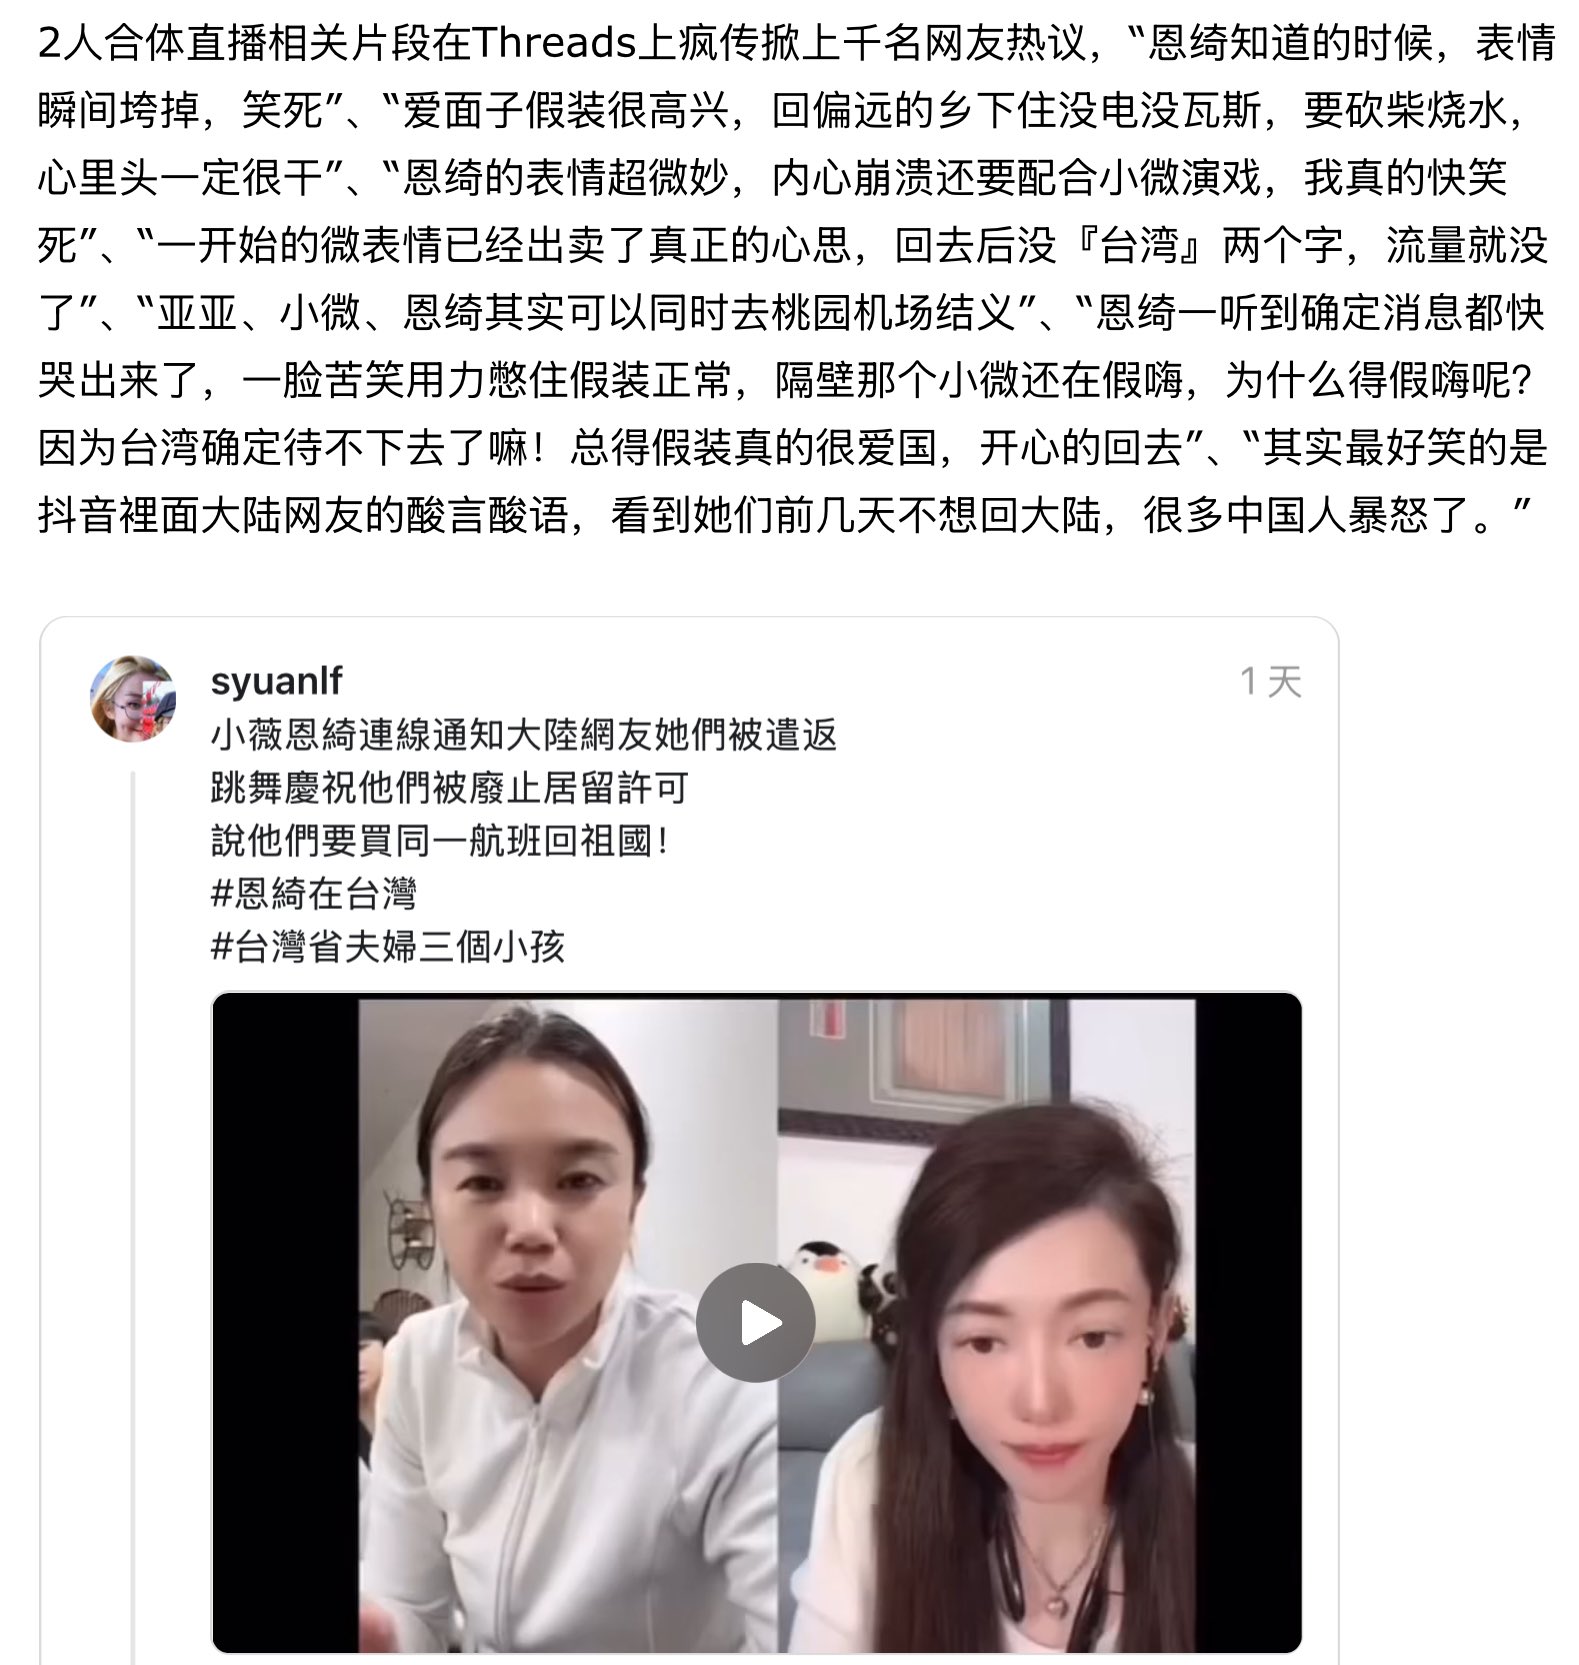 2人合体直播相关片段在Threads上疯传掀上千名网友热议，“恩绮知道的时候，表情
瞬间垮掉，笑死”、“爱面子假装很高兴，回偏远的乡下住没电没瓦斯，要砍柴烧水，
心里头一定很干”、“恩绮的表情超微妙，内心崩溃还要配合小微演戏，我真的快笑
死”、“一开始的微表情已经出卖了真正的心思，回去后没『台湾』两个字，流量就没
了”、“亚亚、小微、恩绮其实可以同时去桃园机场结义”、“恩绮一听到确定消息都快
哭出来了，一脸苦笑用力憋住假装正常，隔壁那个小微还在假嗨，为什么得假嗨呢？
因为台湾确定待不下去了嘛！总得假装真的很爱国，开心的回去”、“其实最好笑的是
抖音裡面大陆网友的酸言酸语，看到她们前几天不想回大陆，很多中国人暴怒了。”
syuanlf
1 天
小薇恩綺連線通知大陸網友她們被遣返
跳舞慶祝他們被廢止居留許可
說他們要買同一航班回祖國！
#恩綺在台灣
#台灣省夫婦三個小孩